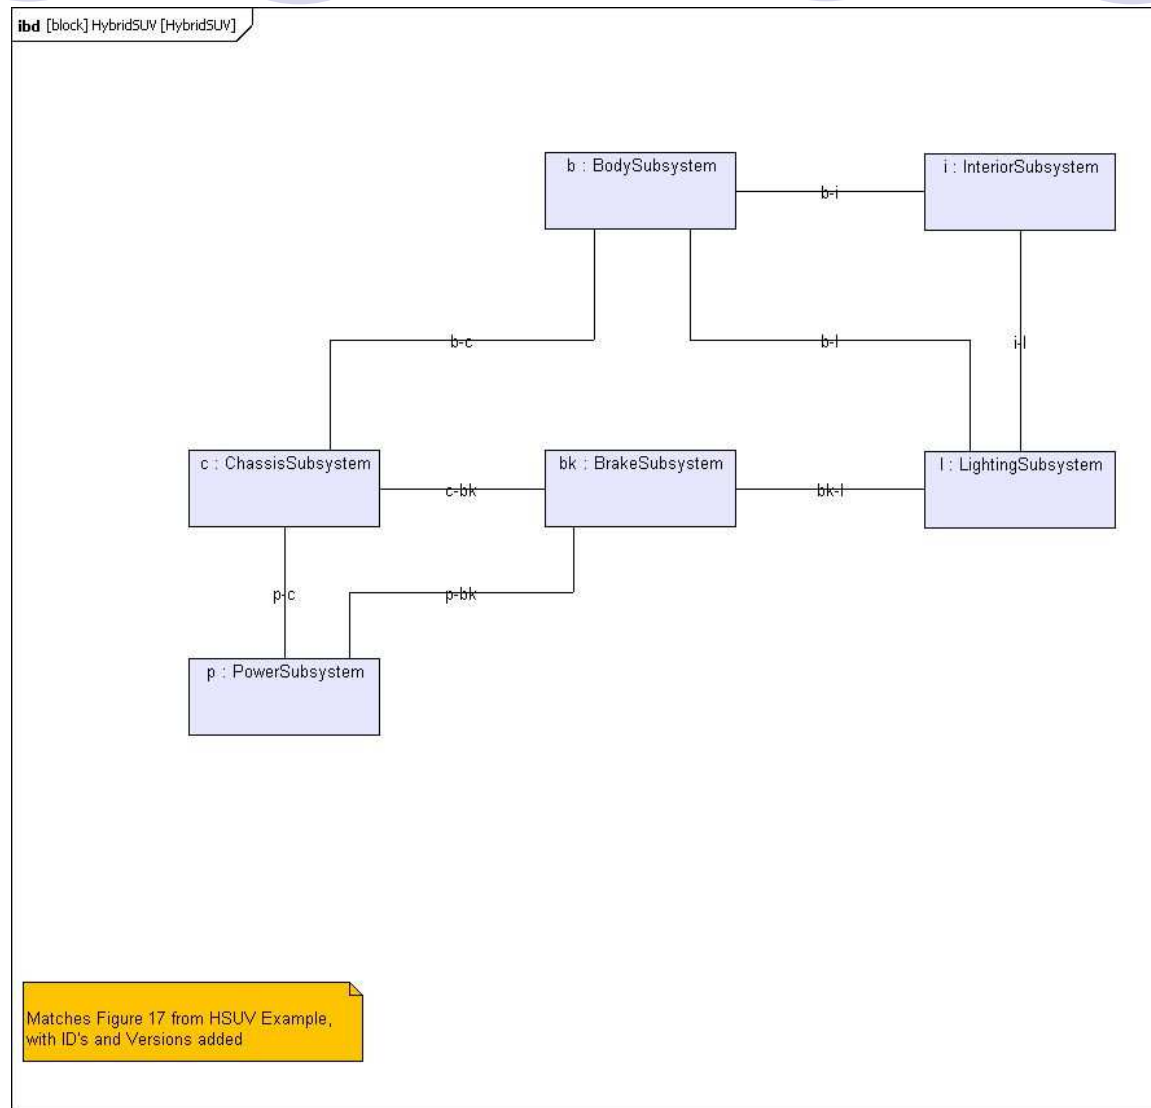 ibd [block] HybridSUV [HybridSUV]
b : BodySubsystem
i : InteriorSubsystem
b-i
b-c
b-l
i-l
c : ChassisSubsystem
bk : BrakeSubsystem
l : LightingSubsystem
c-bk
bk-l
p-c
p-bk
p : PowerSubsystem
Matches Figure 17 from HSUV Example,
with ID's and Versions added